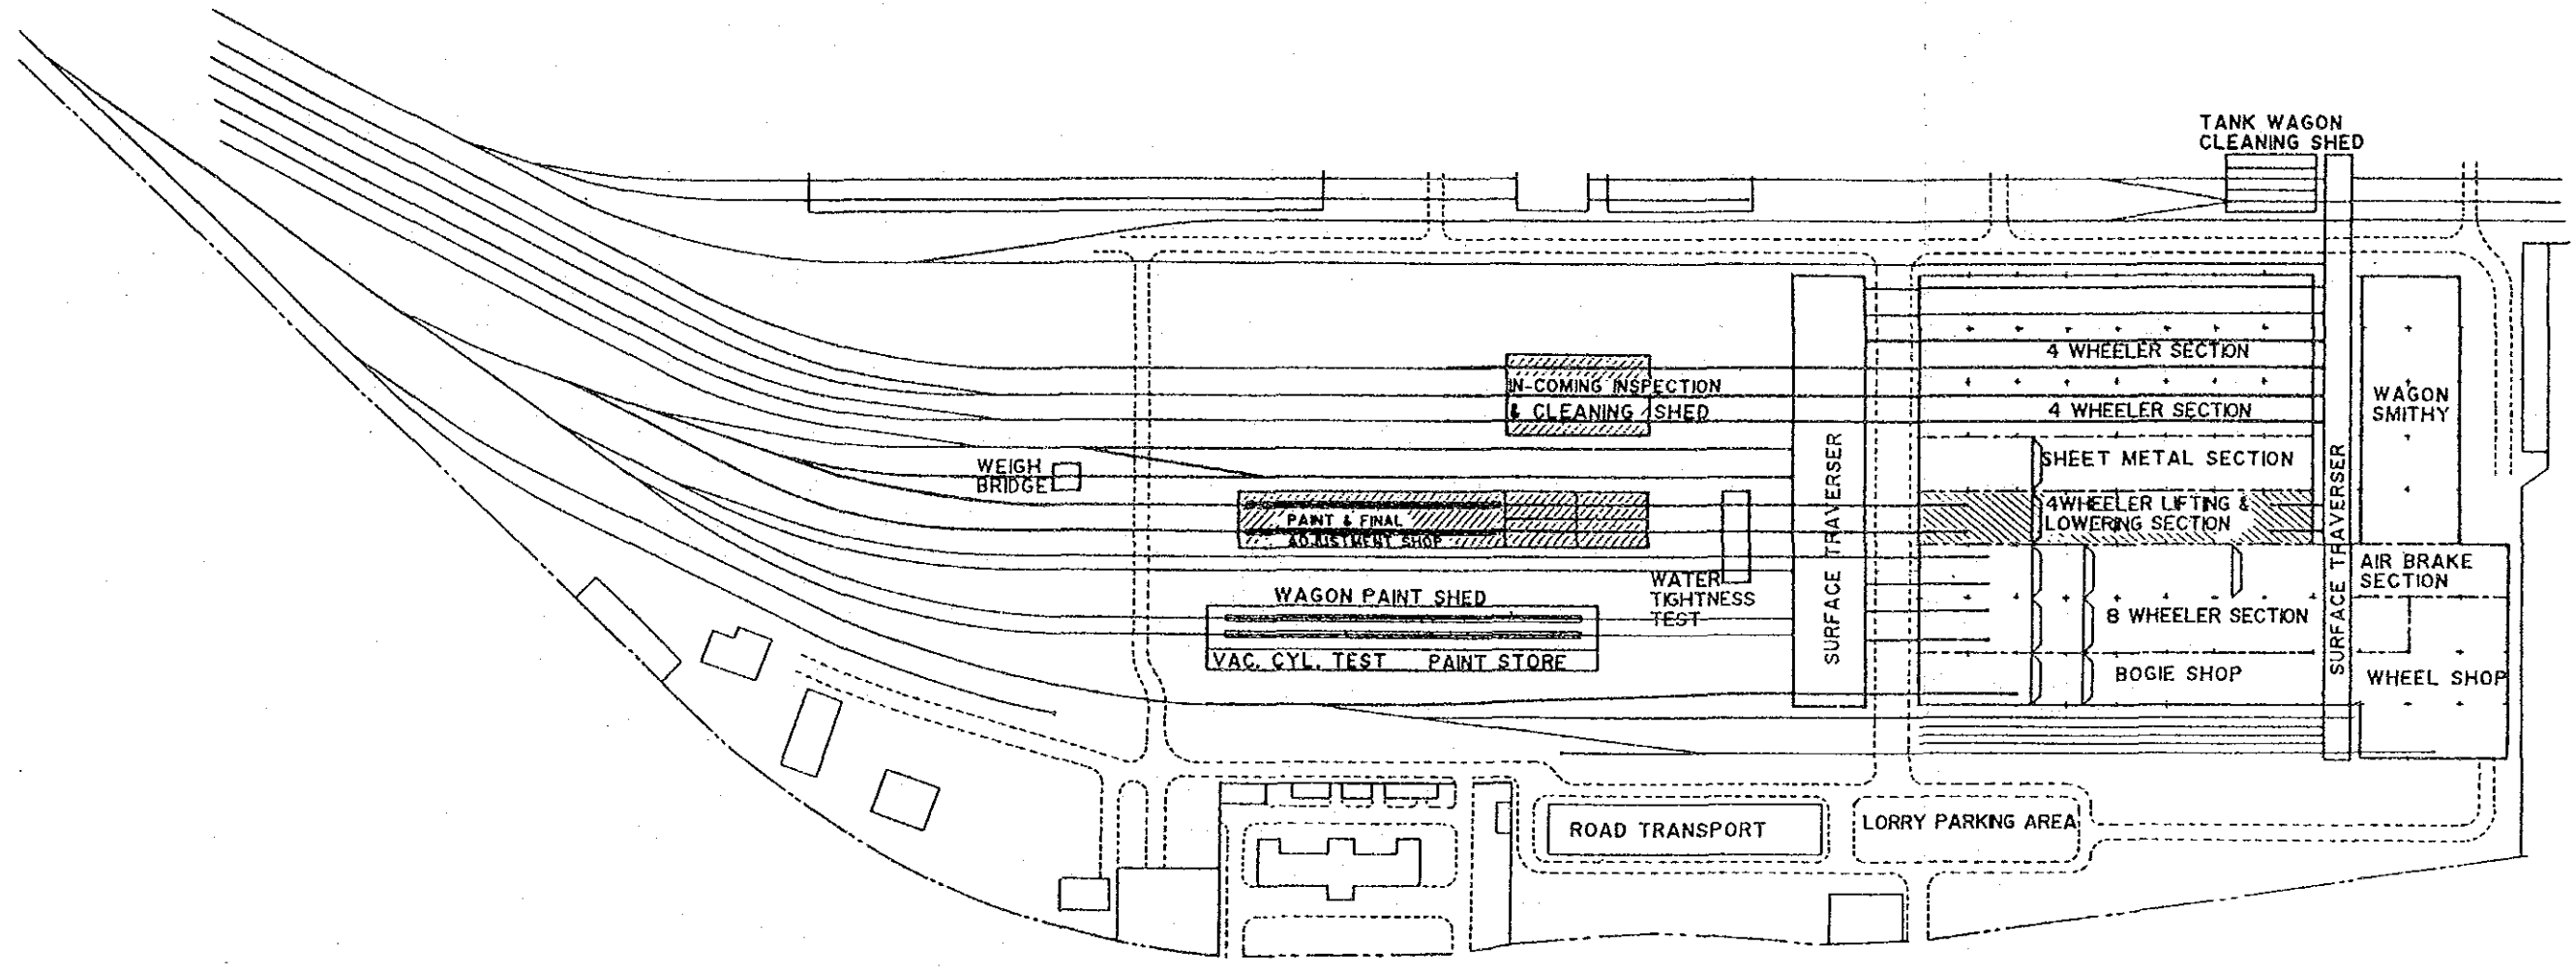 TANK WAGON
CLEANING SHED
4 WHEELER SECTION
IN-COMING INSPECTION
& CLEANING SHED
4 WHEELER SECTION
WAGON
SMITHY
WEIGH
BRIDGE
SHEET METAL SECTION
SURFACE TRAVERSER
SURFACE TRAVERSER
PAINT & FINAL
ADJUSTMENT SHOP
4WHEELER LIFTING &
LOWERING SECTION
AIR BRAKE
SECTION
WATER
TIGHTNESS
TEST
WAGON PAINT SHED
8 WHEELER SECTION
VAC. CYL. TEST PAINT STORE
BOGIE SHOP
WHEEL SHOP
ROAD TRANSPORT
LORRY PARKING AREA